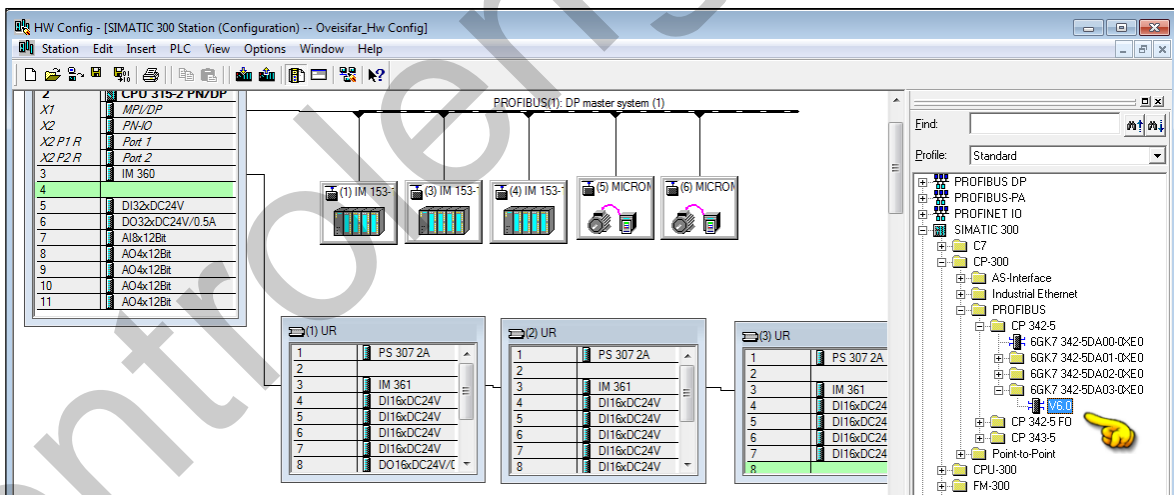 HW Config - [SIMATIC 300 Station (Configuration) -- Oveisifar_Hw Config]
Station Edit Insert PLC View Options Window Help
2 CPU 315-2 PN/DP
X1 MPI/DP
X2 PN-IO
X2 P1 R Port 1
X2 P2 R Port 2
3 IM 360
4
5 DI32xDC24V
6 DO32xDC24V/0.5A
7 AI8x12Bit
8 AO4x12Bit
9 AO4x12Bit
10 AO4x12Bit
11 AO4x12Bit
PROFIBUS(1): DP master system (1)
(1) IM 153-
(3) IM 153-
(4) IM 153-
(5) MICRON
(6) MICRON
(1) UR
1 PS 307 2A
2
3 IM 361
4 DI16xDC24V
5 DI16xDC24V
6 DI16xDC24V
7 DI16xDC24V
8 DO16xDC24V/
(2) UR
1 PS 307 2A
2
3 IM 361
4 DI16xDC24V
5 DI16xDC24V
6 DI16xDC24V
7 DI16xDC24V
8 DI16xDC24V
(3) UR
1 PS 307 2A
2
3 IM 361
4 DI16xDC24
5 DI16xDC24
6 DI16xDC24
7 DI16xDC24
8
Find:
Profile: Standard
PROFIBUS DP
PROFIBUS-PA
PROFINET IO
SIMATIC 300
C7
CP-300
AS-Interface
Industrial Ethernet
PROFIBUS
CP 342-5
6GK7 342-5DA00-0XE0
6GK7 342-5DA01-0XE0
6GK7 342-5DA02-0XE0
6GK7 342-5DA03-0XE0
V6.0
CP 342-5 FO
CP 343-5
Point-to-Point
CPU-300
FM-300